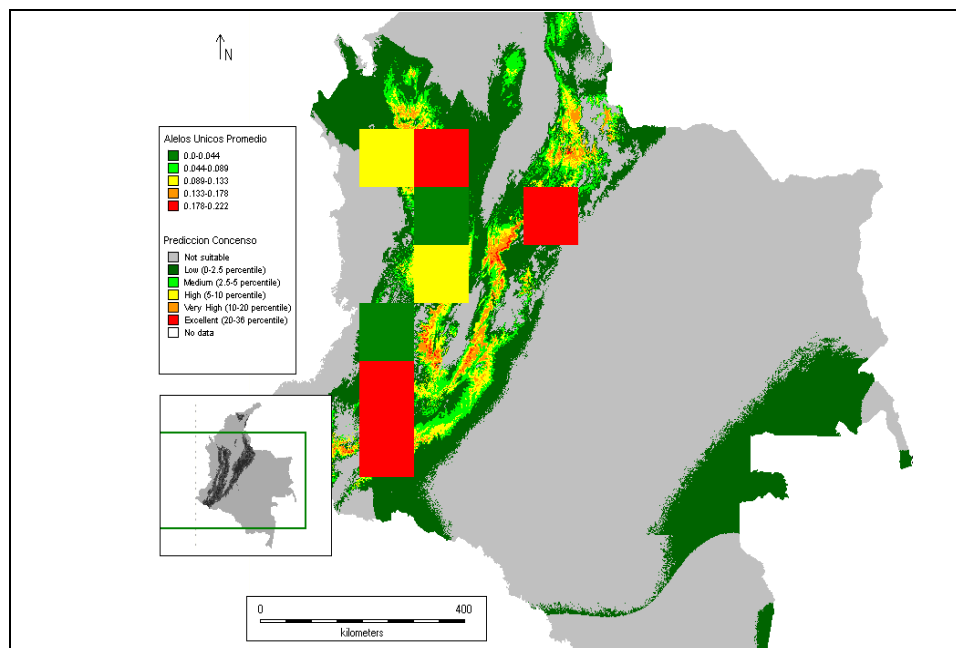 N
Alelos Unicos Promedio
0.0-0.044
0.044-0.089
0.089-0.133
0.133-0.178
0.178-0.222
Prediccion Concenso
Not suitable
Low (0-2.5 percentile)
Medium (2.5-5 percentile)
High (5-10 percentile)
Very High (10-20 percentile)
Excellent (20-36 percentile)
No data
0 400
kilometers